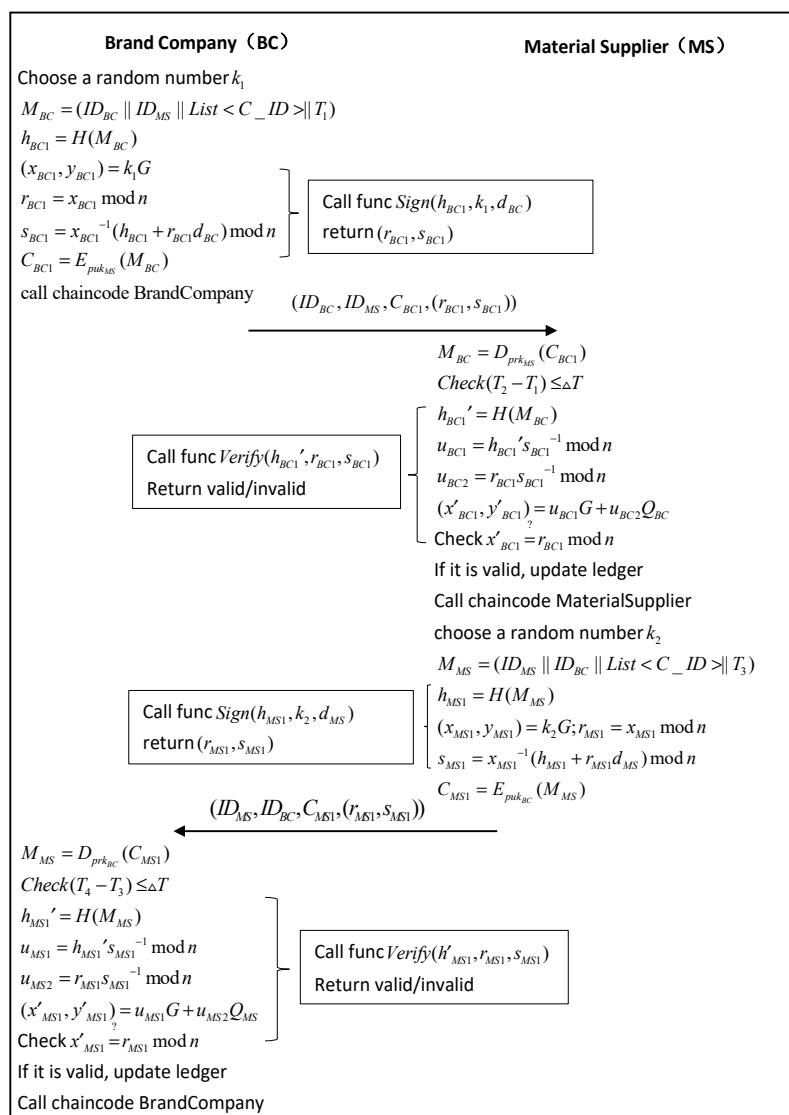 Brand Company（BC）
Material Supplier（MS）
Choose a random number k₁
M_BC = (ID_BC || ID_MS || List < C _ ID >|| T₁)
h_BC1 = H(M_BC)
(x_BC1, y_BC1) = k₁G
r_BC1 = x_BC1 mod n
s_BC1 = x_BC1⁻¹(h_BC1 + r_BC1 d_BC) mod n
C_BC1 = E_puk_MS(M_BC)
call chaincode BrandCompany
Call func Sign(h_BC1, k₁, d_BC)
return (r_BC1, s_BC1)
(ID_BC, ID_MS, C_BC1, (r_BC1, s_BC1))
M_BC = D_prk_MS(C_BC1)
Check(T₂ − T₁) ≤ △T
h_BC1′ = H(M_BC)
u_BC1 = h_BC1′ s_BC1⁻¹ mod n
u_BC2 = r_BC1 s_BC1⁻¹ mod n
(x′_BC1, y′_BC1) = u_BC1 G + u_BC2 Q_BC
Check x′_BC1 =? r_BC1 mod n
If it is valid, update ledger
Call chaincode MaterialSupplier
choose a random number k₂
Call func Verify(h_BC1′, r_BC1, s_BC1)
Return valid/invalid
M_MS = (ID_MS || ID_BC || List < C _ ID >|| T₃)
h_MS1 = H(M_MS)
(x_MS1, y_MS1) = k₂G; r_MS1 = x_MS1 mod n
s_MS1 = x_MS1⁻¹(h_MS1 + r_MS1 d_MS) mod n
C_MS1 = E_puk_BC(M_MS)
Call func Sign(h_MS1, k₂, d_MS)
return (r_MS1, s_MS1)
(ID_MS, ID_BC, C_MS1, (r_MS1, s_MS1))
M_MS = D_prk_BC(C_MS1)
Check(T₄ − T₃) ≤ △T
h_MS1′ = H(M_MS)
u_MS1 = h_MS1′ s_MS1⁻¹ mod n
u_MS2 = r_MS1 s_MS1⁻¹ mod n
(x′_MS1, y′_MS1) = u_MS1 G + u_MS2 Q_MS
Check x′_MS1 =? r_MS1 mod n
If it is valid, update ledger
Call chaincode BrandCompany
Call func Verify(h′_MS1, r_MS1, s_MS1)
Return valid/invalid